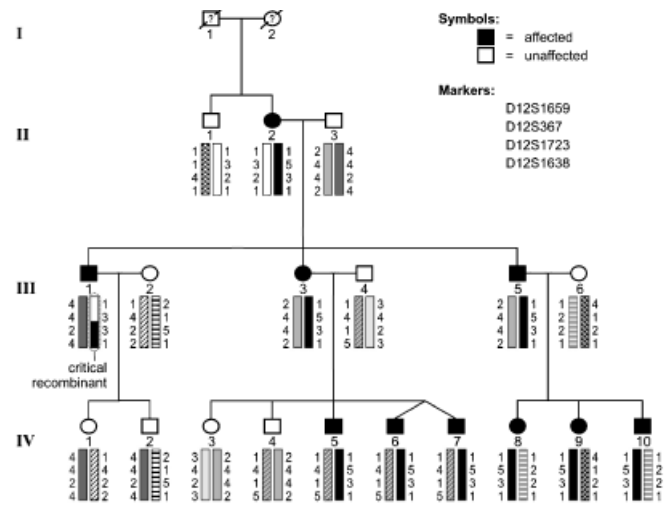 I
? ?
1 2
Symbols:
= affected
= unaffected
Markers:
D12S1659
D12S367
D12S1723
D12S1638
II
1 2 3
1 1 1 1 2 4
1 3 3 5 4 4
4 2 2 3 4 2
1 1 1 1 2 4
III
1 2 3 4 5 6
4 1 1 2 2 1 1 3 2 1 1 4
4 3 4 1 4 5 4 4 4 5 2 1
2 3 4 5 4 3 1 2 4 3 2 2
4 1 2 1 2 1 5 3 2 1 1 1
critical
recombinant
IV
1 2 3 4 5 6 7 8 9 10
4 1 4 2 3 2 1 2 1 1 1 1 1 1 1 1 1 4 1 1
4 4 4 1 4 4 4 4 4 5 4 5 4 5 5 2 5 1 5 2
2 4 2 5 2 4 1 4 1 3 1 3 1 3 3 2 3 2 3 2
4 2 4 1 3 2 5 2 5 1 5 1 5 1 1 1 1 1 1 1